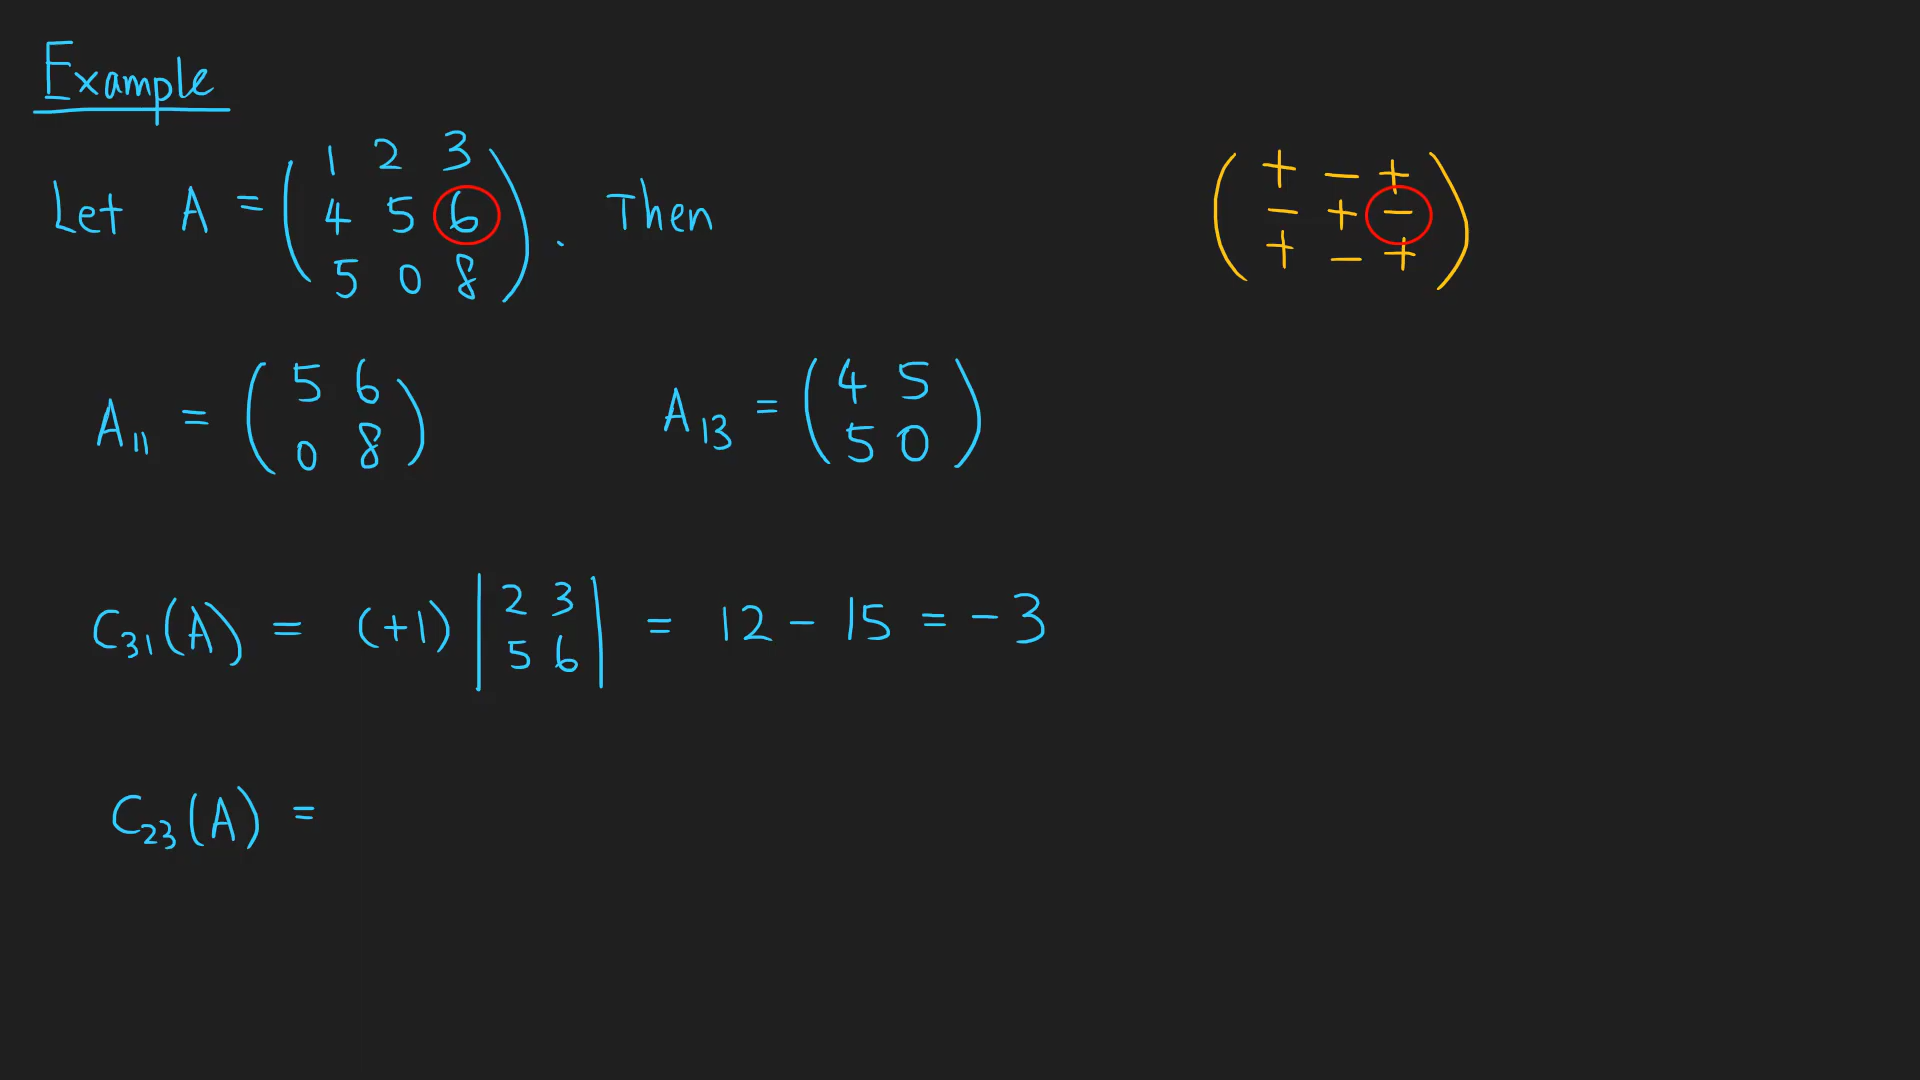 Example
Let A = ( 1 2 3
4 5 6
5 0 8 ) . Then
( + − +
− + −
+ − + )
A₁₁ = ( 5 6
0 8 )
A₁₃ = ( 4 5
5 0 )
C₃₁(A) = (+1) | 2 3
5 6 | = 12 − 15 = −3
C₂₃(A) =